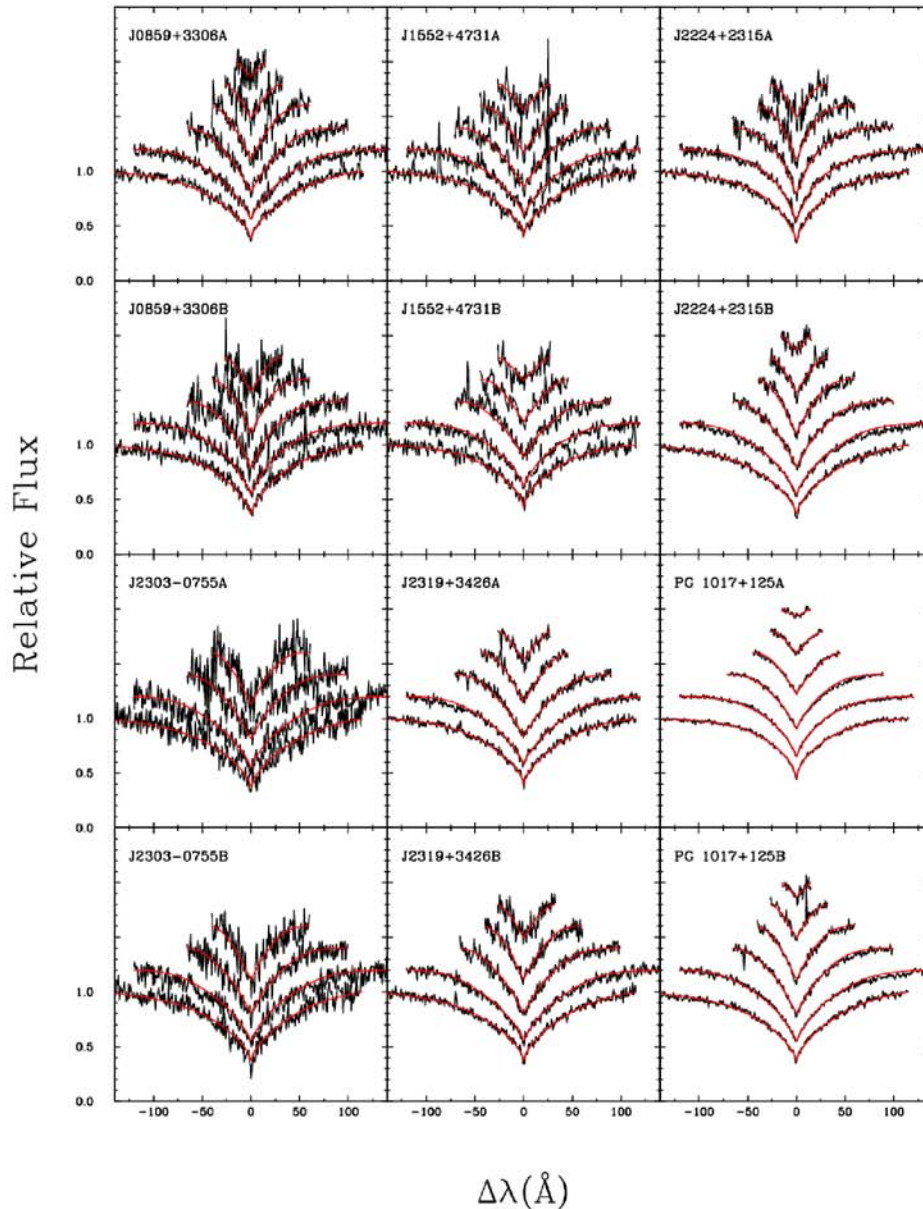 J0859+3306A
J1552+4731A
J2224+2315A
1.0
0.5
0.0
J0859+3306B
J1552+4731B
J2224+2315B
1.0
0.5
0.0
Relative Flux
J2303-0755A
J2319+3426A
PG 1017+125A
1.0
0.5
0.0
J2303-0755B
J2319+3426B
PG 1017+125B
1.0
0.5
0.0
-100 -50 0 50 100
-100 -50 0 50 100
-100 -50 0 50 100
Δλ(Å)